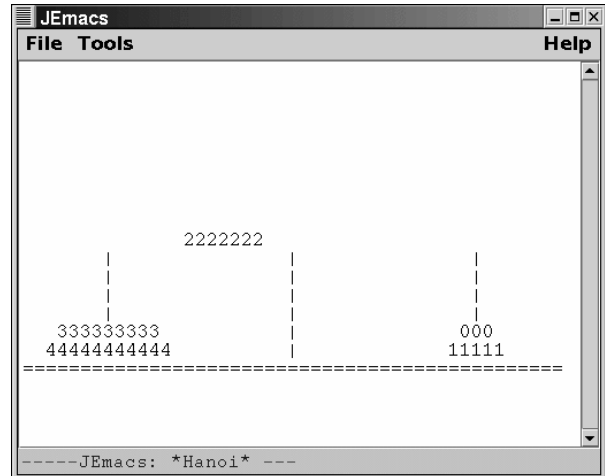 JEmacs
File Tools Help
2222222
| | |
| | |
| | |
| | |
333333333 | 000
44444444444 | 11111
===============================================
-----JEmacs: *Hanoi* ---